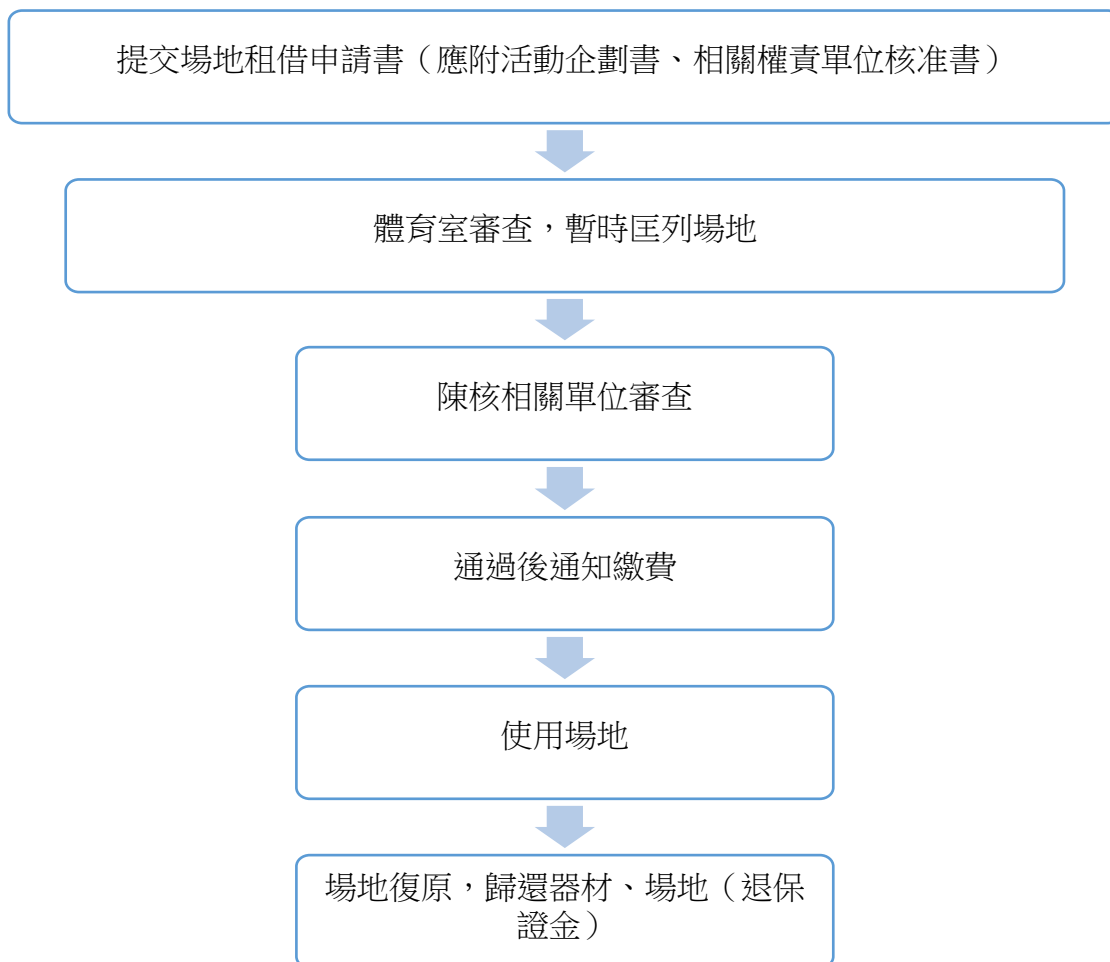 提交場地租借申請書（應附活動企劃書、相關權責單位核准書）
體育室審查，暫時匡列場地
陳核相關單位審查
通過後通知繳費
使用場地
場地復原，歸還器材、場地（退保
證金）